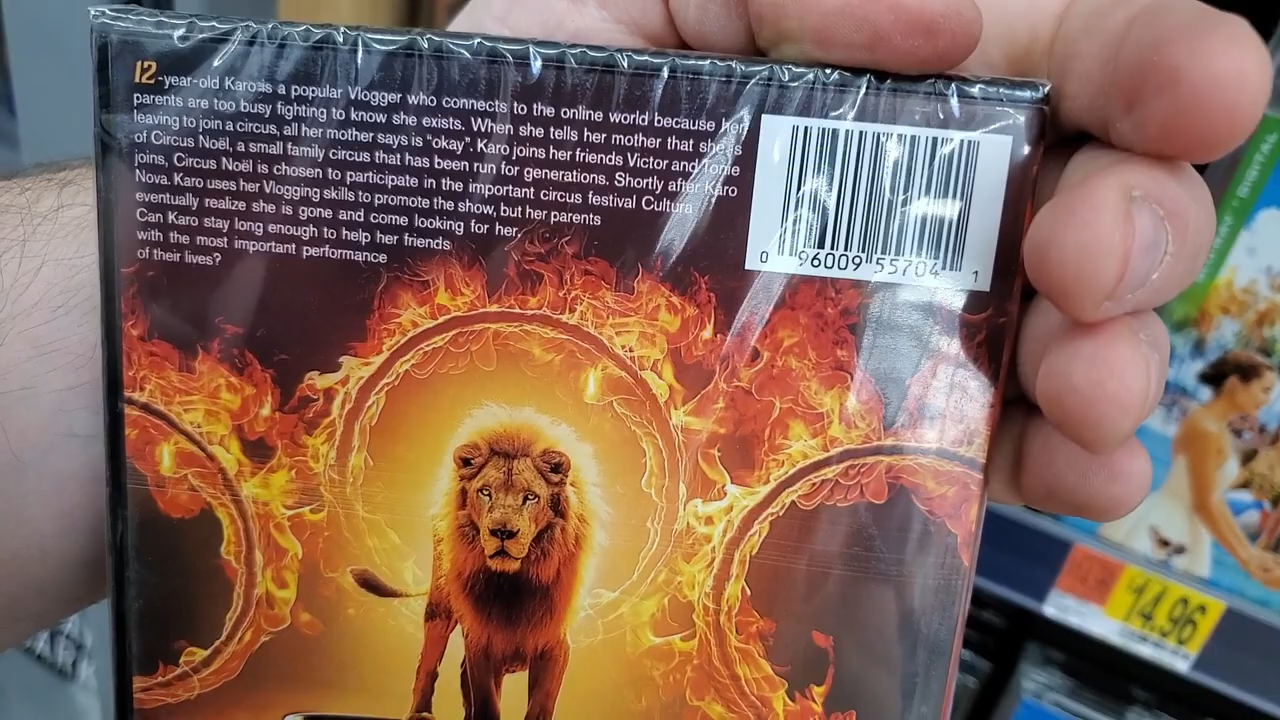 12-year-old Karo is a popular Vlogger who connects to the online world because her
parents are too busy fighting to know she exists. When she tells her mother that she is
leaving to join a circus, all her mother says is "okay". Karo joins her friends Victor and Tonie
of Circus Noël, a small family circus that has been run for generations. Shortly after Karo
joins, Circus Noël is chosen to participate in the important circus festival Cultura
Nova. Karo uses her Vlogging skills to promote the show, but her parents
eventually realize she is gone and come looking for her.
Can Karo stay long enough to help her friends
with the most important performance
of their lives?
0 96009 55704 1
DIGITAL
$14.96